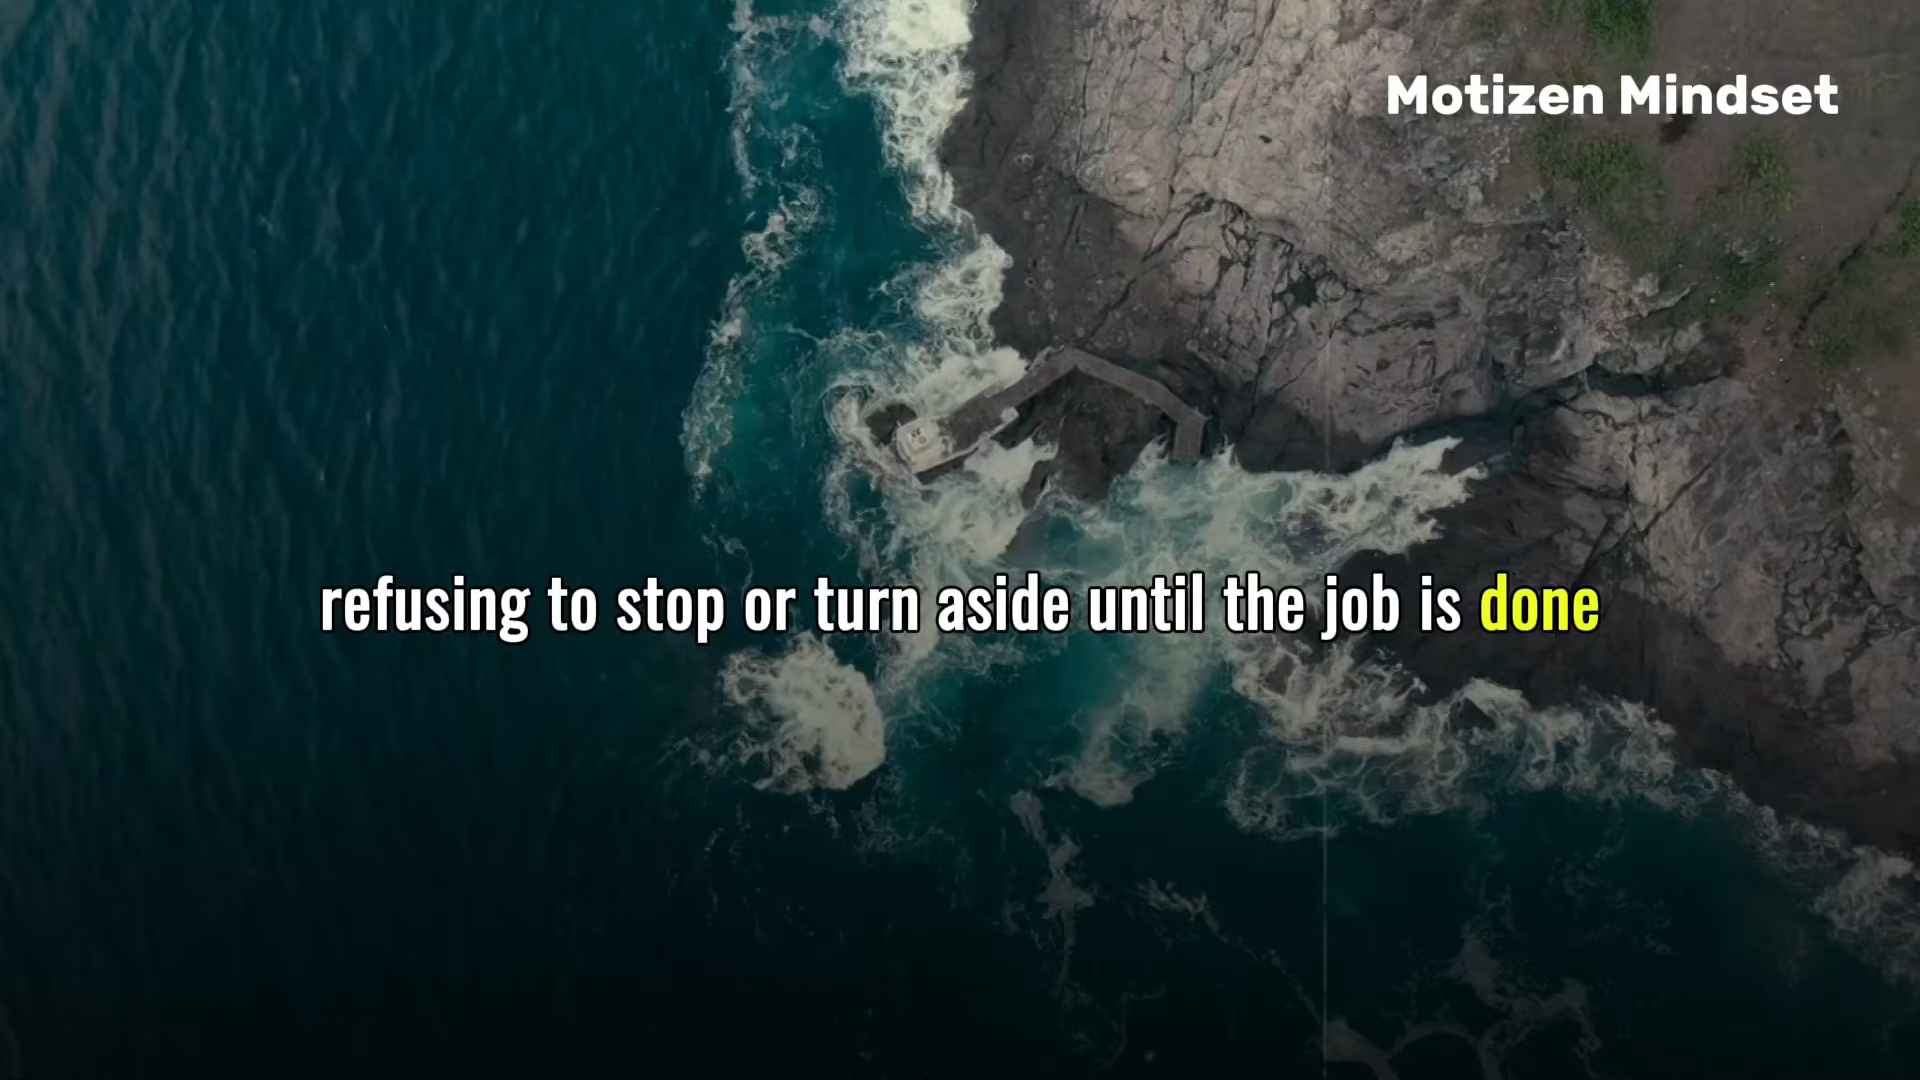 Motizen Mindset
refusing to stop or turn aside until the job is done